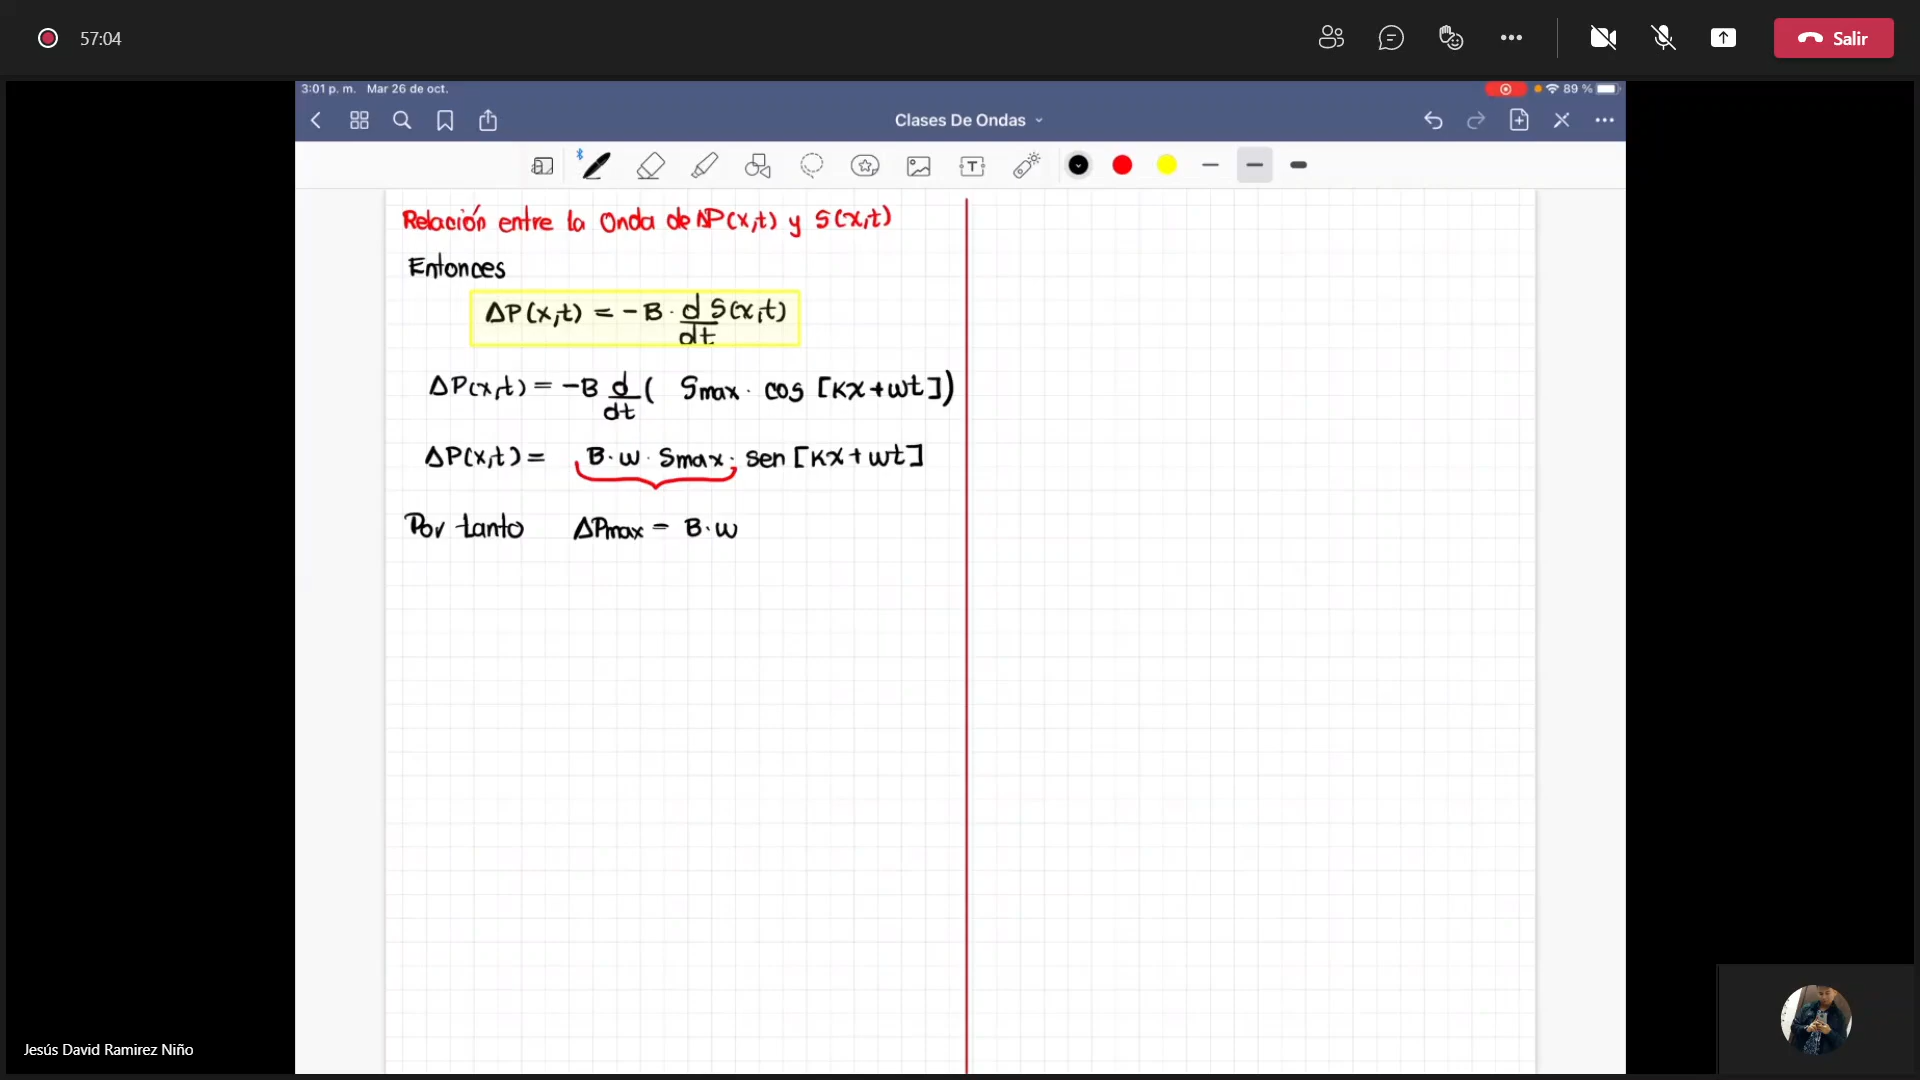 57:04
Salir
3:01 p. m. Mar 26 de oct.
89 %
Clases De Ondas
Relación entre la Onda de ΔP(x,t) y S(x,t)
Entonces
ΔP(x,t) = -B · d/dt S(x,t)
ΔP(x,t) = -B d/dt ( Smax · cos [Kx+wt])
ΔP(x,t) = B·w·Smax· sen [Kx+wt]
Por tanto ΔPmax = B·w
Jesús David Ramirez Niño